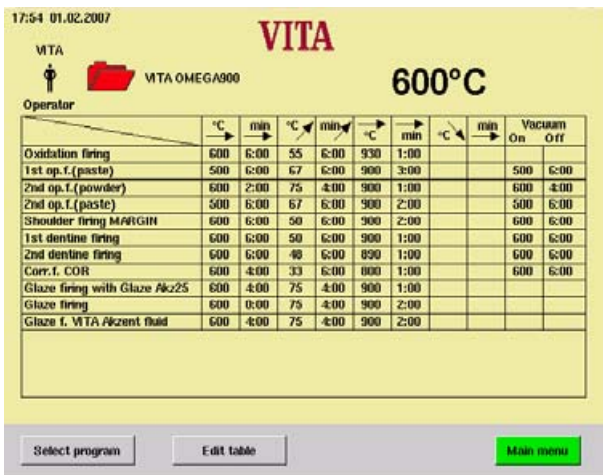 17:54 01.02.2007
VITA
VITA
VITA OMEGA900
600°C
Operator
°C min °C min °C min °C min Vacuum
On Off
Oxidation firing 600 6:00 55 6:00 930 1:00
1st op.f.(paste) 500 6:00 67 6:00 900 3:00 500 6:00
2nd op.f.(powder) 600 2:00 75 4:00 900 1:00 600 4:00
2nd op.f.(paste) 500 6:00 67 6:00 900 2:00 500 6:00
Shoulder firing MARGIN 600 6:00 50 6:00 900 2:00 600 6:00
1st dentine firing 600 6:00 50 6:00 900 1:00 600 6:00
2nd dentine firing 600 6:00 48 6:00 890 1:00 600 6:00
Corr.f. COR 600 4:00 33 6:00 800 1:00 600 6:00
Glaze firing with Glaze Akz25 600 4:00 75 4:00 900 1:00
Glaze firing 600 0:00 75 4:00 900 2:00
Glaze f. VITA Akzent fluid 600 4:00 75 4:00 900 2:00
Select program Edit table Main menu